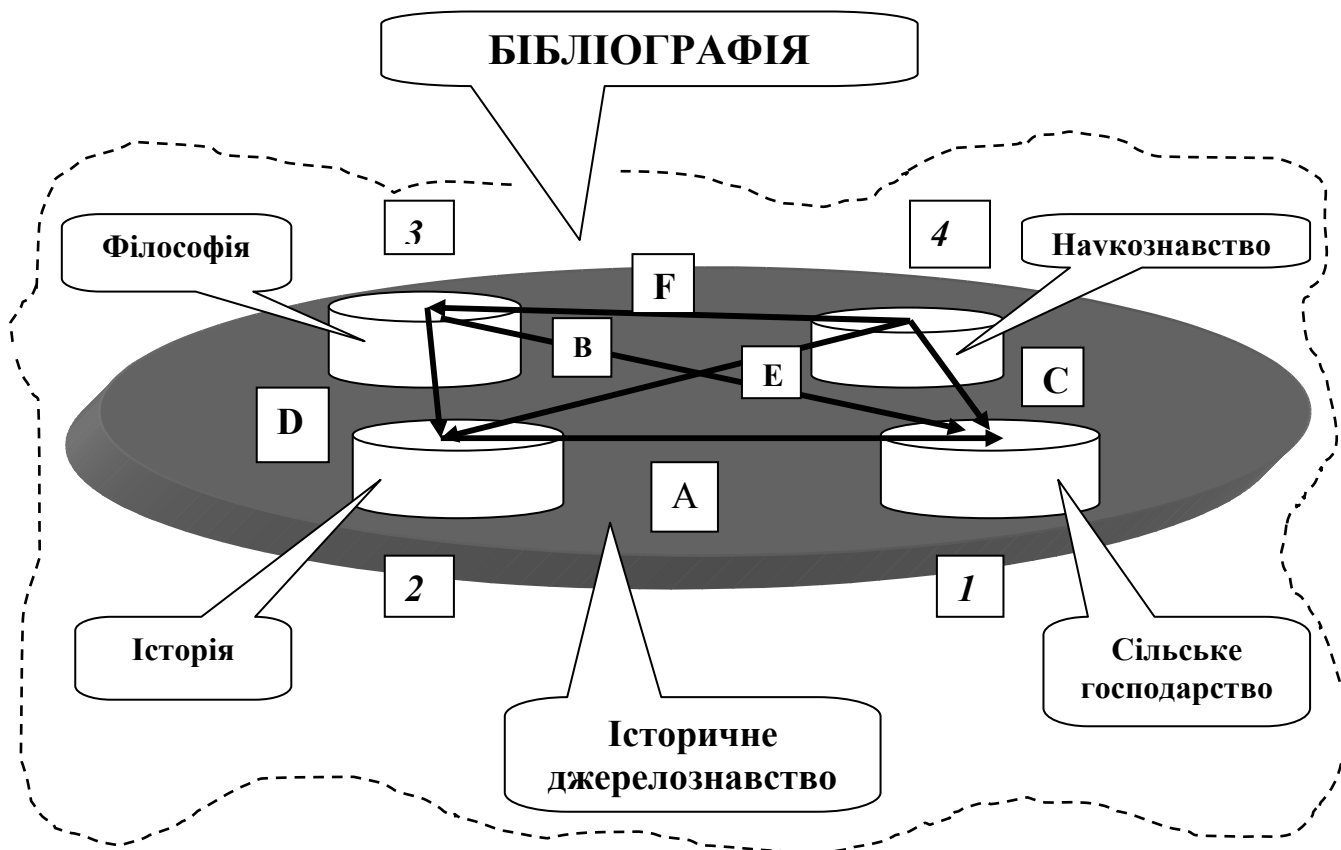 БІБЛІОГРАФІЯ
3
4
Філософія
Наукознавство
F
B
E
C
D
A
2
1
Історія
Сільське
господарство
Історичне
джерелознавство